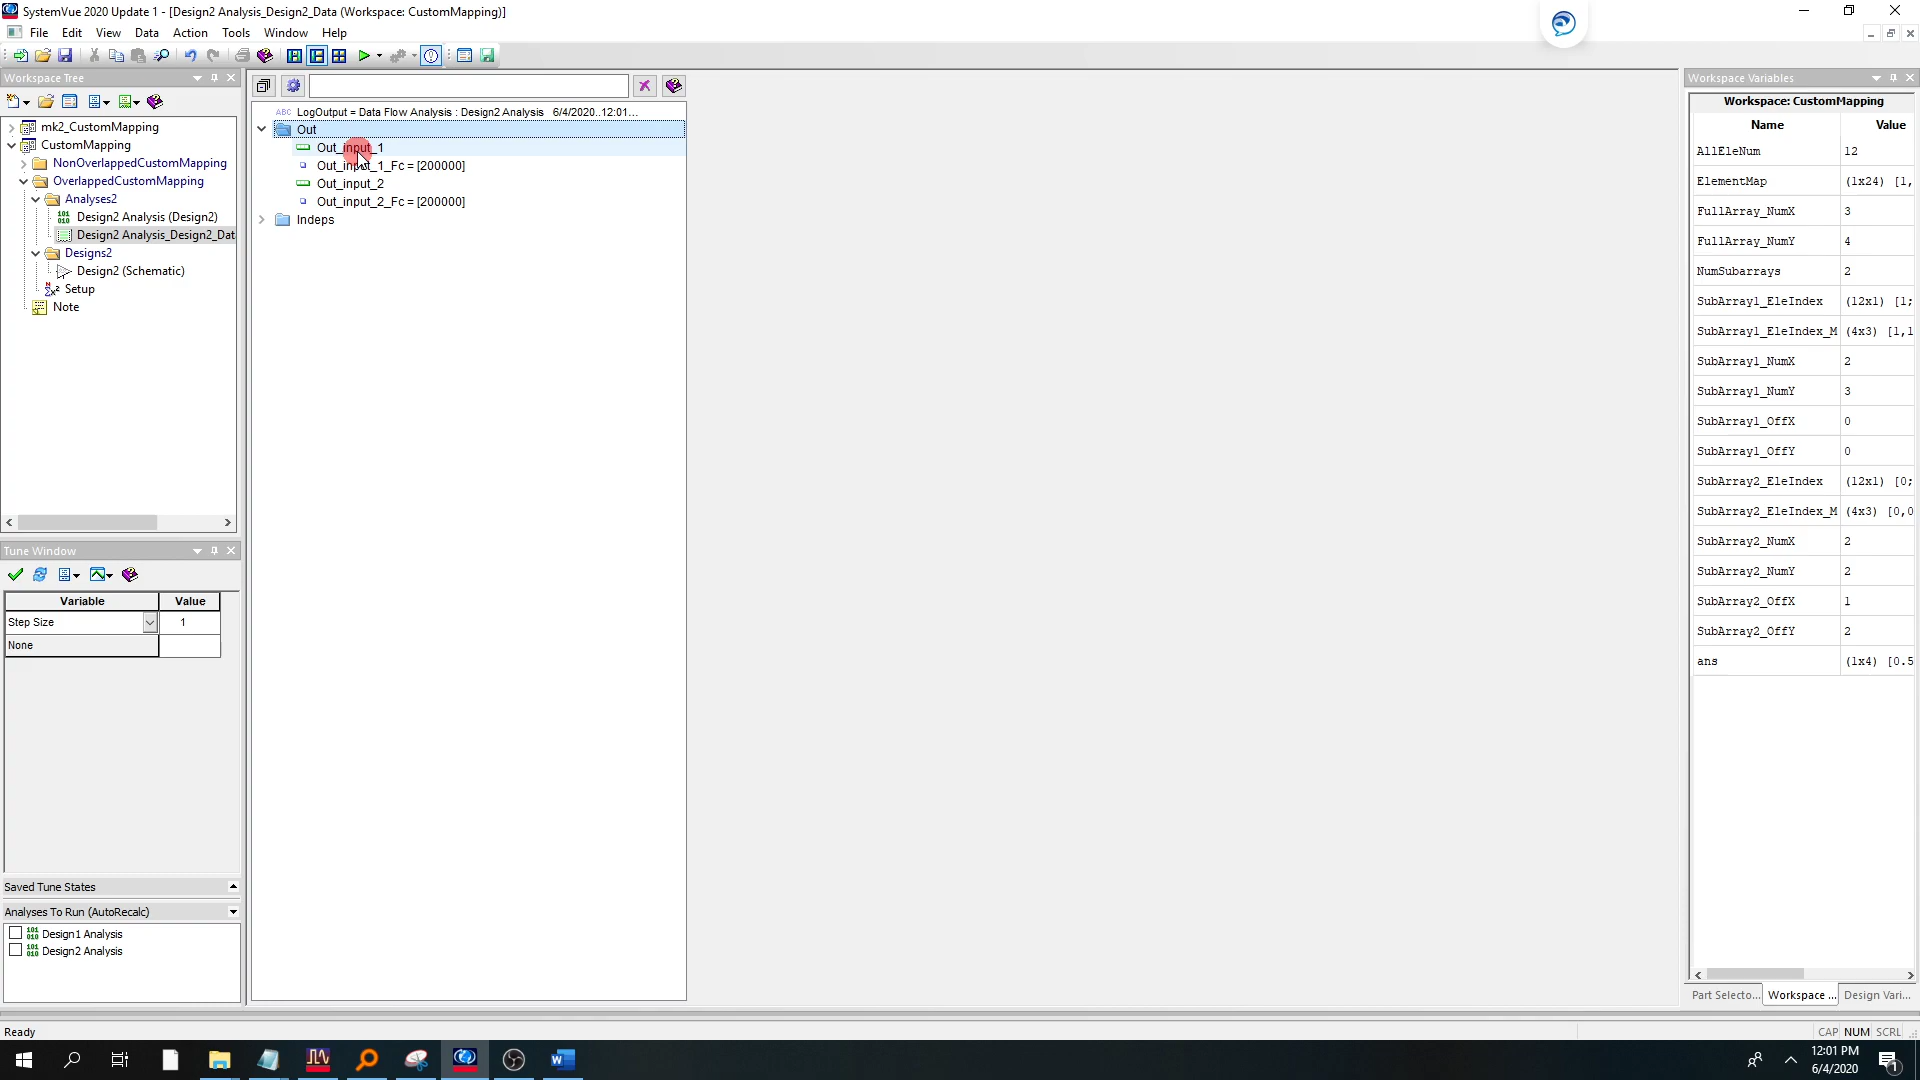 SystemVue 2020 Update 1 - [Design2 Analysis_Design2_Data (Workspace: CustomMapping)]
File Edit View Note Action Tools Window Help
Workspace Tree
mk2_CustomMapping
CustomMapping
NonOverlappedCustomMapping
OverlappedCustomMapping
Analyses2
Design2 Analysis (Design2)
Design2 Analysis_Design2_Dat
Designs2
Design2 (Schematic)
Setup
Note
Tune Window
Variable Value
Step Size 1
None
Saved Tune States
Analyses To Run (AutoRecalc)
Design1 Analysis
Design2 Analysis
ABC LogOutput = Data Flow Analysis : Design2 Analysis 6/4/2020..12:01...
Out
Out_input_1
Out_input_1_Fc = [200000]
Out_input_2
Out_input_2_Fc = [200000]
Indeps
Workspace Variables
Workspace: CustomMapping
Name Value
AllEleNum 12
ElementMap (1x24) [1,
FullArray_NumX 3
FullArray_NumY 4
NumSubarrays 2
SubArray1_EleIndex (12x1) [1;
SubArray1_EleIndex_M (4x3) [1,1
SubArray1_NumX 2
SubArray1_NumY 3
SubArray1_OffX 0
SubArray1_OffY 0
SubArray2_EleIndex (12x1) [0;
SubArray2_EleIndex_M (4x3) [0,0
SubArray2_NumX 2
SubArray2_NumY 2
SubArray2_OffX 1
SubArray2_OffY 2
ans (1x4) [0.5
Part Selecto... Workspace ... Design Vari...
Ready
CAP NUM SCRL
12:01 PM
6/4/2020